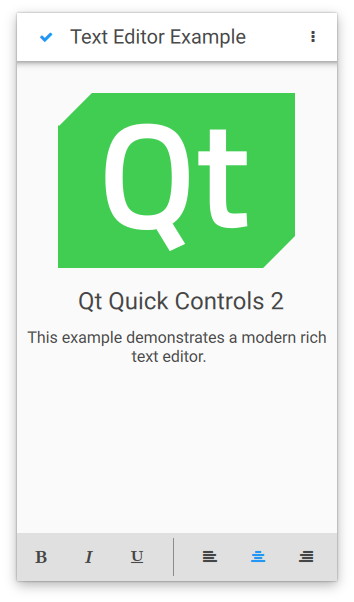 Text Editor Example
Qt
Qt Quick Controls 2
This example demonstrates a modern rich
text editor.
B I U